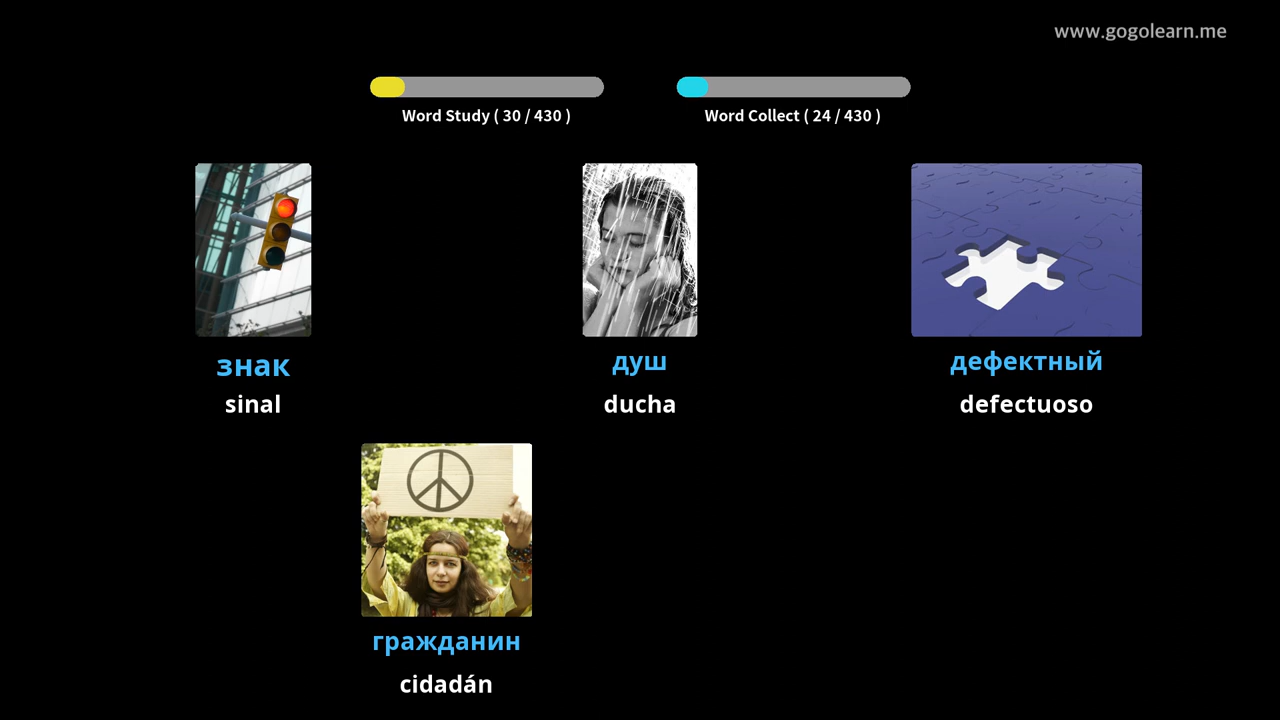 www.gogolearn.me
Word Study ( 30 / 430 )
Word Collect ( 24 / 430 )
знак
душ
дефектный
sinal
ducha
defectuoso
гражданин
cidadán